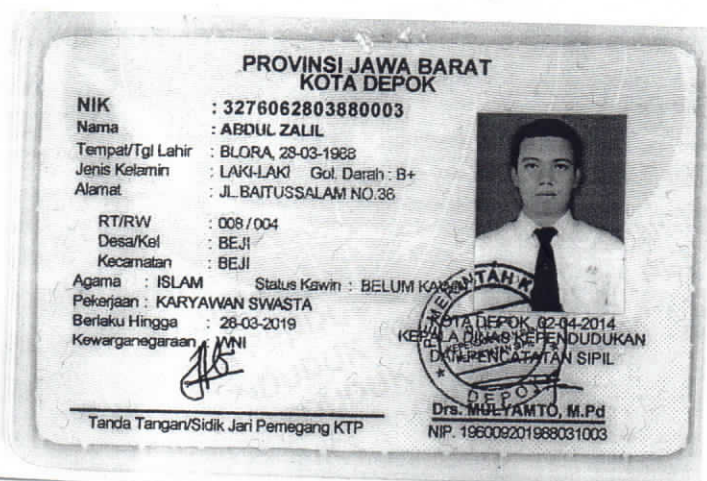 PROVINSI JAWA BARAT
KOTA DEPOK
NIK : 3276062803880003
Nama : ABDUL ZALIL
Tempat/Tgl Lahir : BLORA, 28-03-1988
Jenis Kelamin : LAKI-LAKI Gol. Darah : B+
Alamat : JL.BAITUSSALAM NO.36
RT/RW : 008 / 004
Desa/Kel : BEJI
Kecamatan : BEJI
Agama : ISLAM Status Kawin : BELUM
Pekerjaan : KARYAWAN SWASTA
Berlaku Hingga : 28-03-2019
Kewarganegaraan : WNI
KOTA DEPOK, 02-04-2014
KEPALA DINAS KEPENDUDUKAN
DAN PENCATATAN SIPIL
DEPOK
Drs. MULYAMTO, M.Pd
NIP. 196009201988031003
Tanda Tangan/Sidik Jari Pemegang KTP